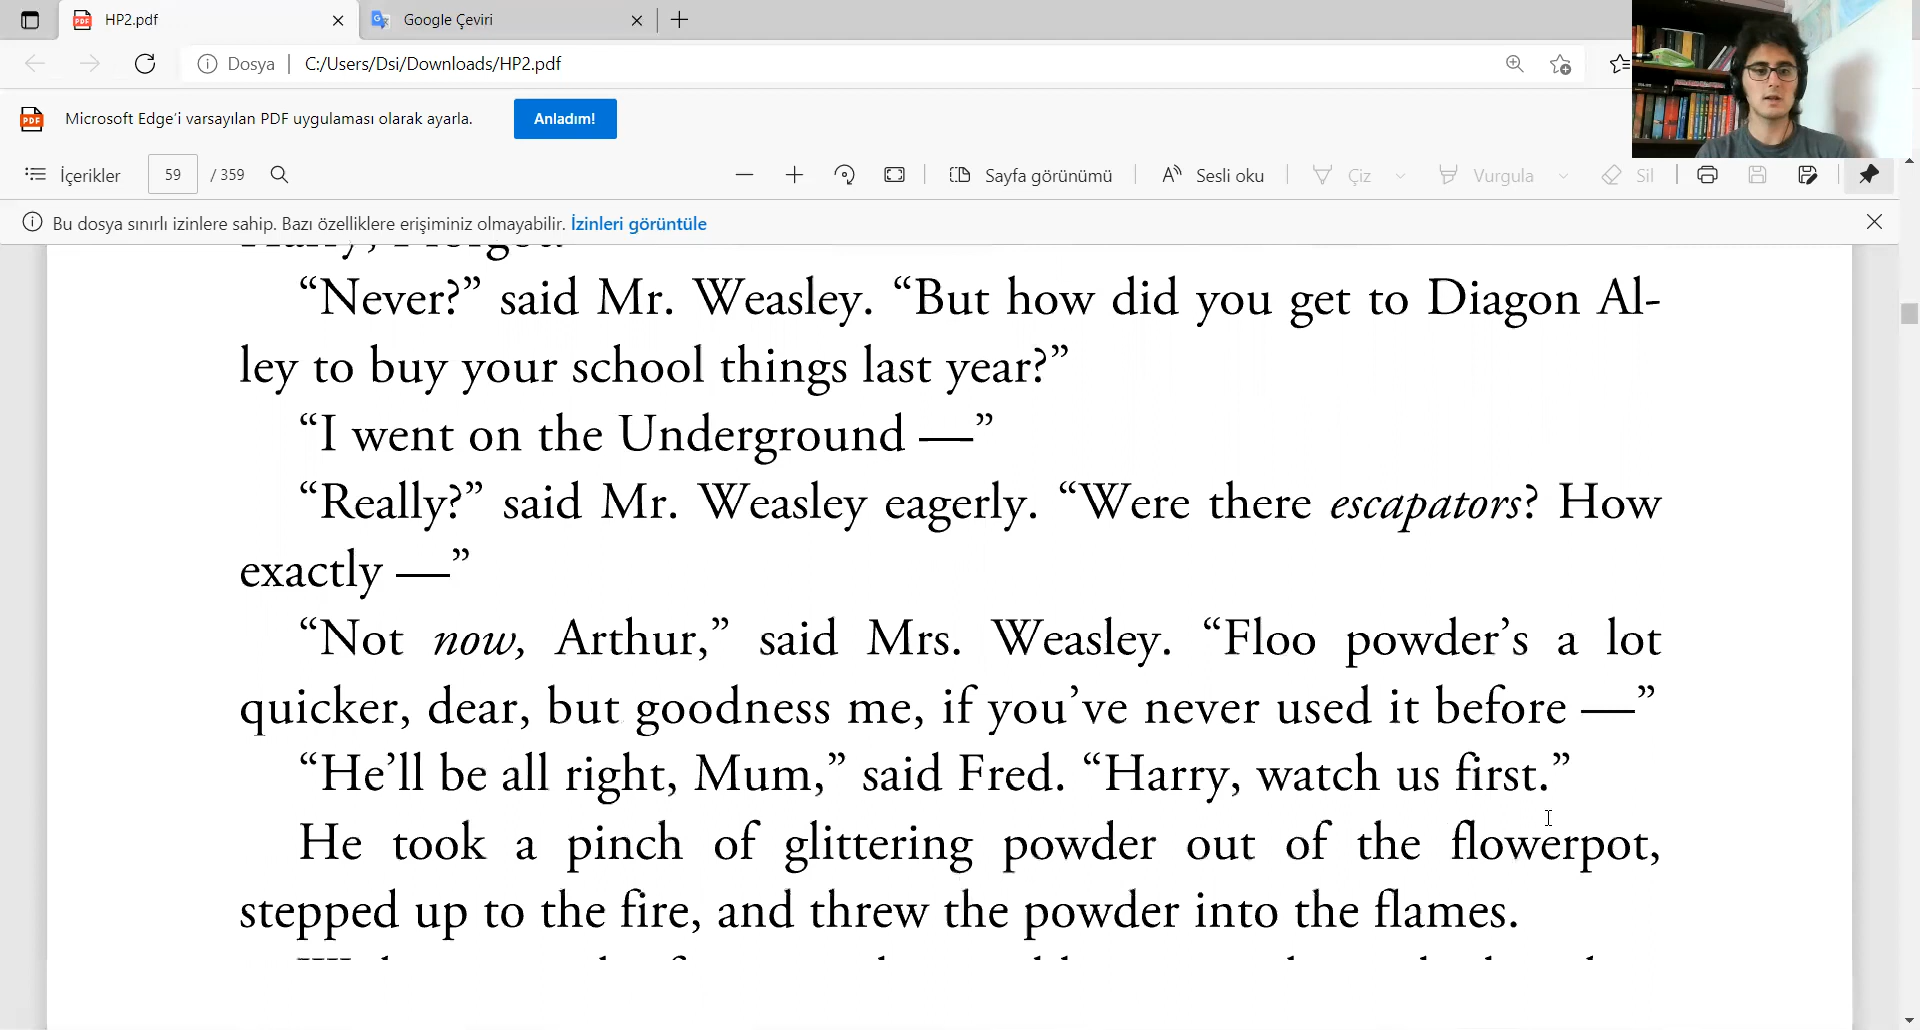 HP2.pdf
Google Çeviri
Dosya
C:/Users/Dsi/Downloads/HP2.pdf
PDF
Microsoft Edge'i varsayılan PDF uygulaması olarak ayarla.
Anladım!
İçerikler
59 / 359
Sayfa görünümü
Sesli oku
Çiz
Vurgula
Sil
Bu dosya sınırlı izinlere sahip. Bazı özelliklere erişiminiz olmayabilir. İzinleri görüntüle
“Never?” said Mr. Weasley. “But how did you get to Diagon Al-
ley to buy your school things last year?”
“I went on the Underground —”
“Really?” said Mr. Weasley eagerly. “Were there escapators? How
exactly —”
“Not now, Arthur,” said Mrs. Weasley. “Floo powder’s a lot
quicker, dear, but goodness me, if you’ve never used it before —”
“He’ll be all right, Mum,” said Fred. “Harry, watch us first.”
He took a pinch of glittering powder out of the flowerpot,
stepped up to the fire, and threw the powder into the flames.